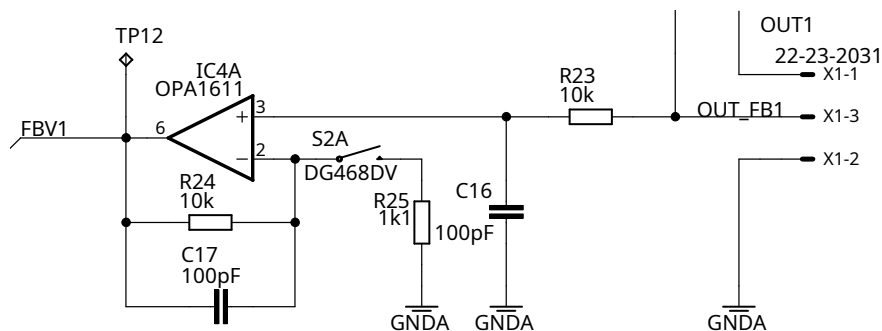 OUT1
TP12
22-23-2031
IC4A
OPA1611
R23
10k
X1-1
3
+
OUT_FB1
X1-3
FBV1
6
S2A
2
−
DG468DV
X1-2
R24
10k
R25
1k1
C16
100pF
C17
100pF
GNDA
GNDA
GNDA